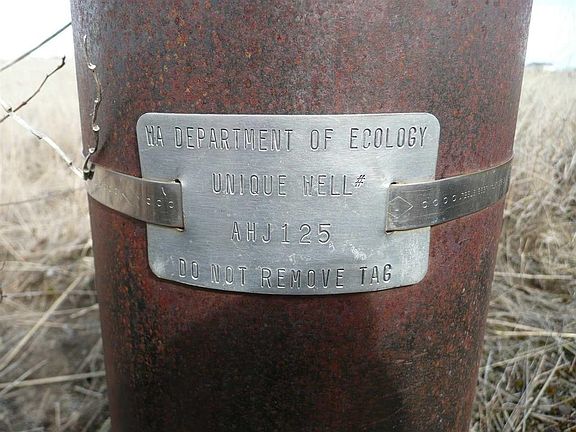 WA DEPARTMENT OF ECOLOGY
UNIQUE WELL#
AHJ125
DO NOT REMOVE TAG